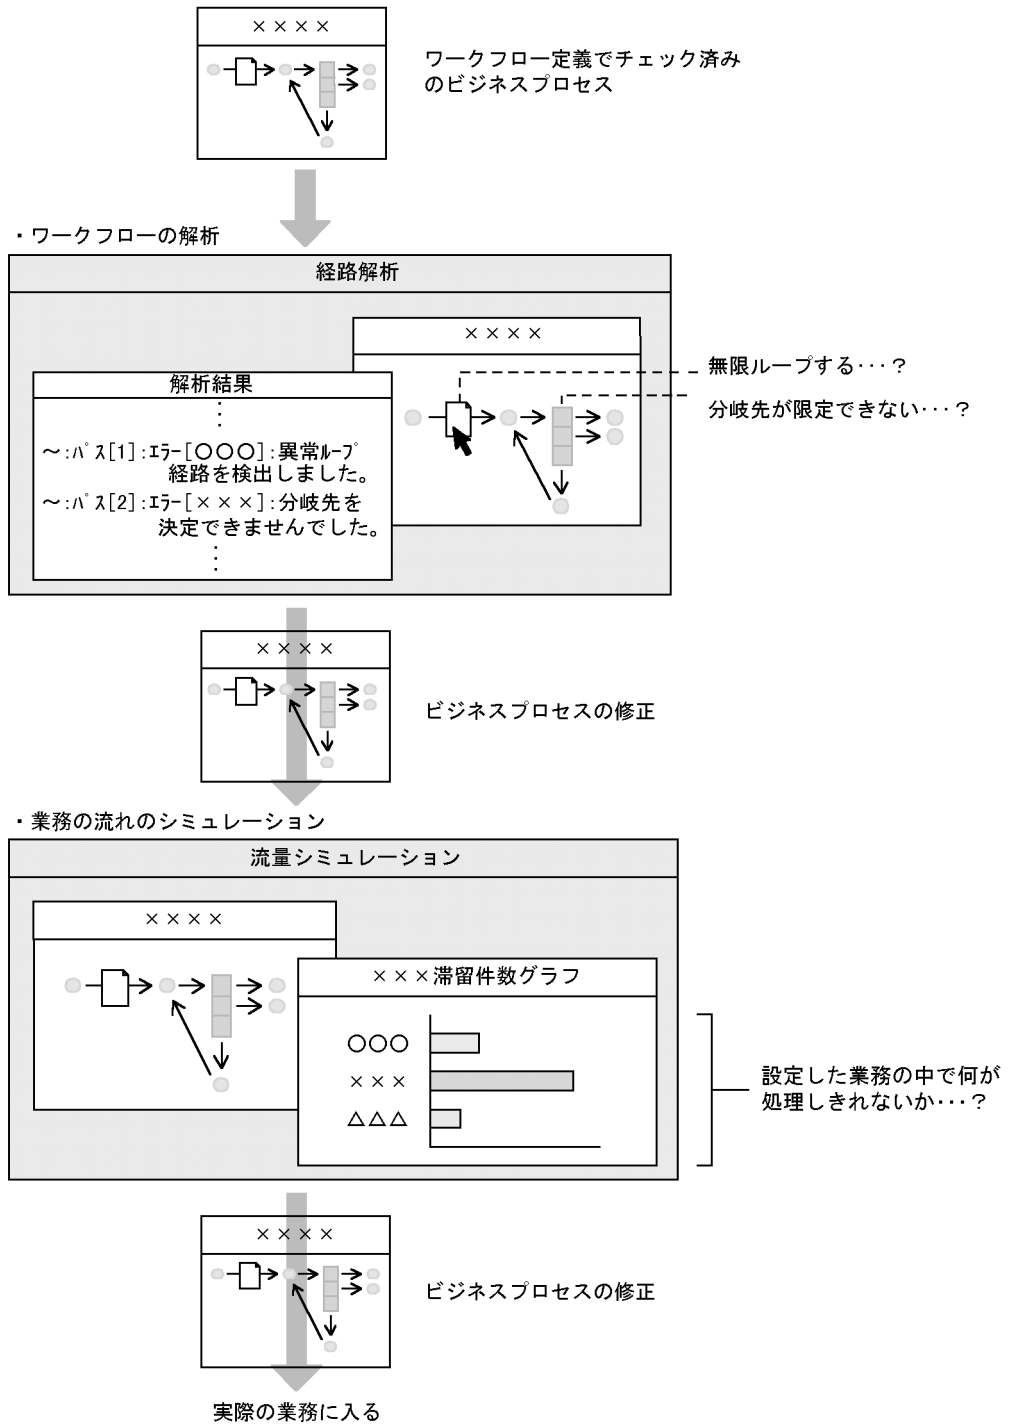 ××××
ワークフロー定義でチェック済み
のビジネスプロセス
・ワークフローの解析
経路解析
××××
無限ループする･･･？
分岐先が限定できない･･･？
解析結果
：
～:ﾊﾟｽ[1]:ｴﾗｰ[○○○]:異常ﾙｰﾌﾟ
経路を検出しました。
～:ﾊﾟｽ[2]:ｴﾗｰ[×××]:分岐先を
決定できませんでした。
：
××××
ビジネスプロセスの修正
・業務の流れのシミュレーション
流量シミュレーション
××××
×××滞留件数グラフ
○○○
×××
△△△
設定した業務の中で何が
処理しきれないか･･･？
××××
ビジネスプロセスの修正
実際の業務に入る